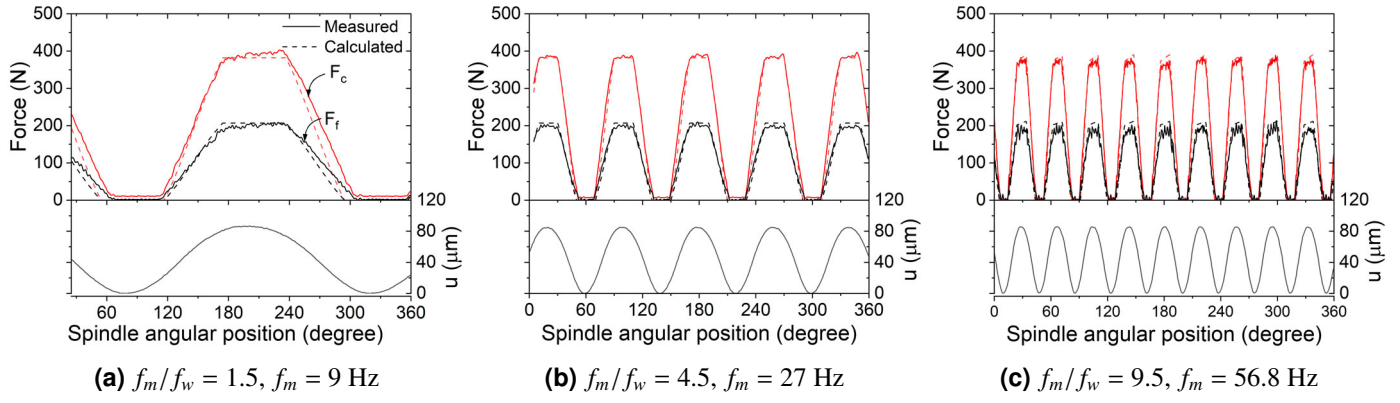 500
400
300
200
100
0
Force (N)
Measured
Calculated
F_c
F_f
120
80
40
0
u (μm)
60 120 180 240 300 360
Spindle angular position (degree)
(a) f_m/f_w = 1.5, f_m = 9 Hz
500
400
300
200
100
0
Force (N)
120
80
40
0
u (μm)
0 60 120 180 240 300 360
Spindle angular position (degree)
(b) f_m/f_w = 4.5, f_m = 27 Hz
500
400
300
200
100
0
Force (N)
120
80
40
0
u (μm)
0 60 120 180 240 300 360
Spindle angular position (degree)
(c) f_m/f_w = 9.5, f_m = 56.8 Hz